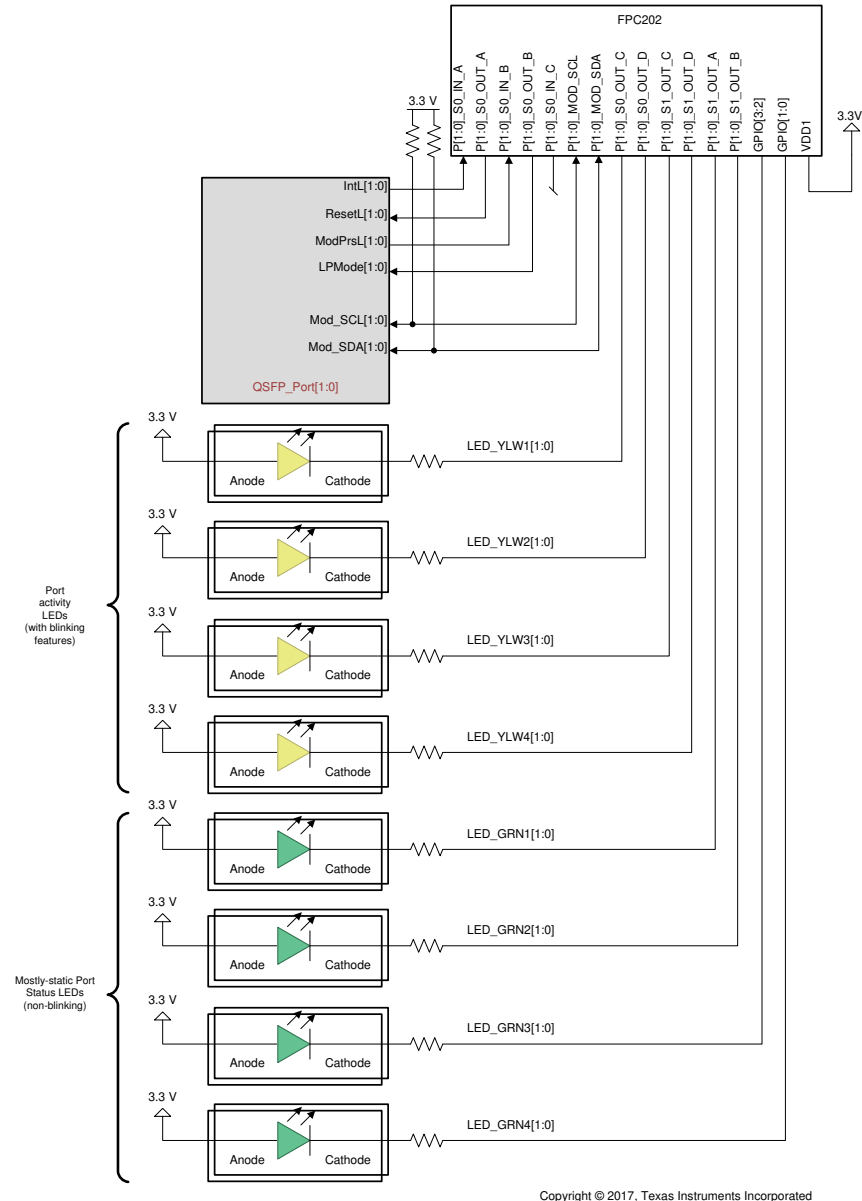 FPC202
P[1:0]_S0_IN_A
P[1:0]_S0_OUT_A
P[1:0]_S0_IN_B
P[1:0]_S0_OUT_B
P[1:0]_S0_IN_C
P[1:0]_MOD_SCL
P[1:0]_MOD_SDA
P[1:0]_S0_OUT_C
P[1:0]_S0_OUT_D
P[1:0]_S1_OUT_C
P[1:0]_S1_OUT_D
P[1:0]_S1_OUT_A
P[1:0]_S1_OUT_B
GPIO[3:2]
GPIO[1:0]
VDD1
3.3 V
3.3V
IntL[1:0]
ResetL[1:0]
ModPrsL[1:0]
LPMode[1:0]
Mod_SCL[1:0]
Mod_SDA[1:0]
QSFP_Port[1:0]
3.3 V
Anode
Cathode
LED_YLW1[1:0]
3.3 V
Anode
Cathode
LED_YLW2[1:0]
Port
activity
LEDs
(with blinking
features)
3.3 V
Anode
Cathode
LED_YLW3[1:0]
3.3 V
Anode
Cathode
LED_YLW4[1:0]
3.3 V
Anode
Cathode
LED_GRN1[1:0]
3.3 V
Anode
Cathode
LED_GRN2[1:0]
Mostly-static Port
Status LEDs
(non-blinking)
3.3 V
Anode
Cathode
LED_GRN3[1:0]
3.3 V
Anode
Cathode
LED_GRN4[1:0]
Copyright © 2017, Texas Instruments Incorporated